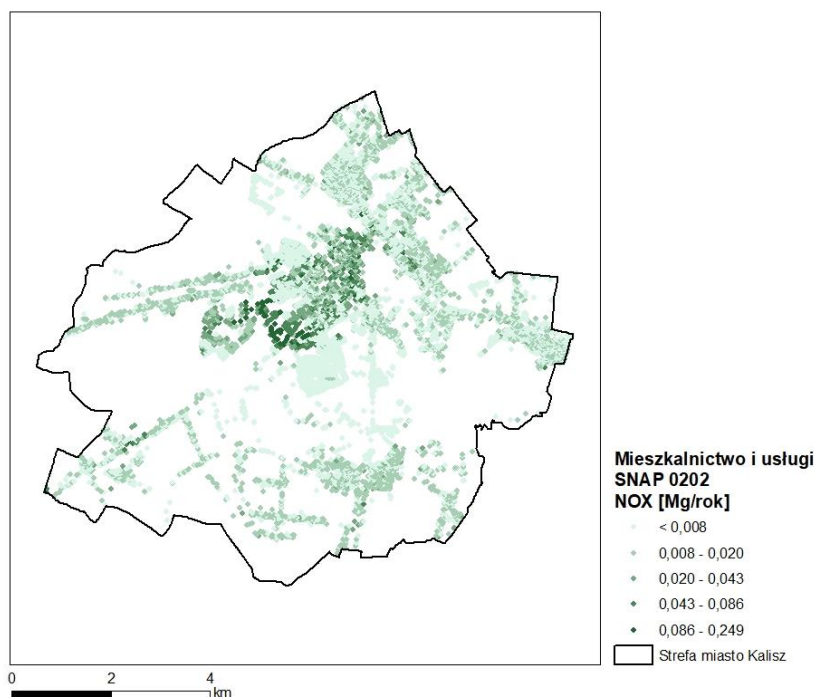 Mieszkalnictwo i usługi
SNAP 0202
NOX [Mg/rok]
< 0,008
0,008 - 0,020
0,020 - 0,043
0,043 - 0,086
0,086 - 0,249
Strefa miasto Kalisz
0 2 4
km